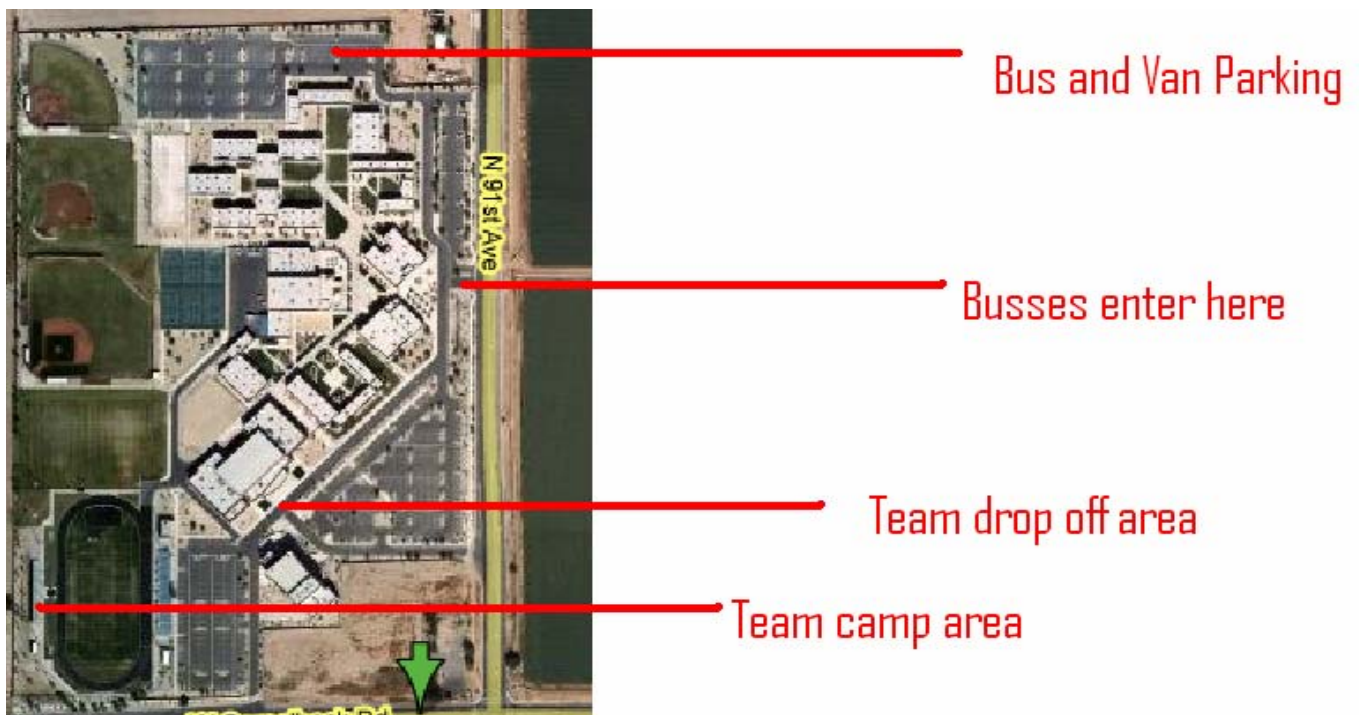 Bus and Van Parking
N 91st Ave
Busses enter here
Team drop off area
Team camp area